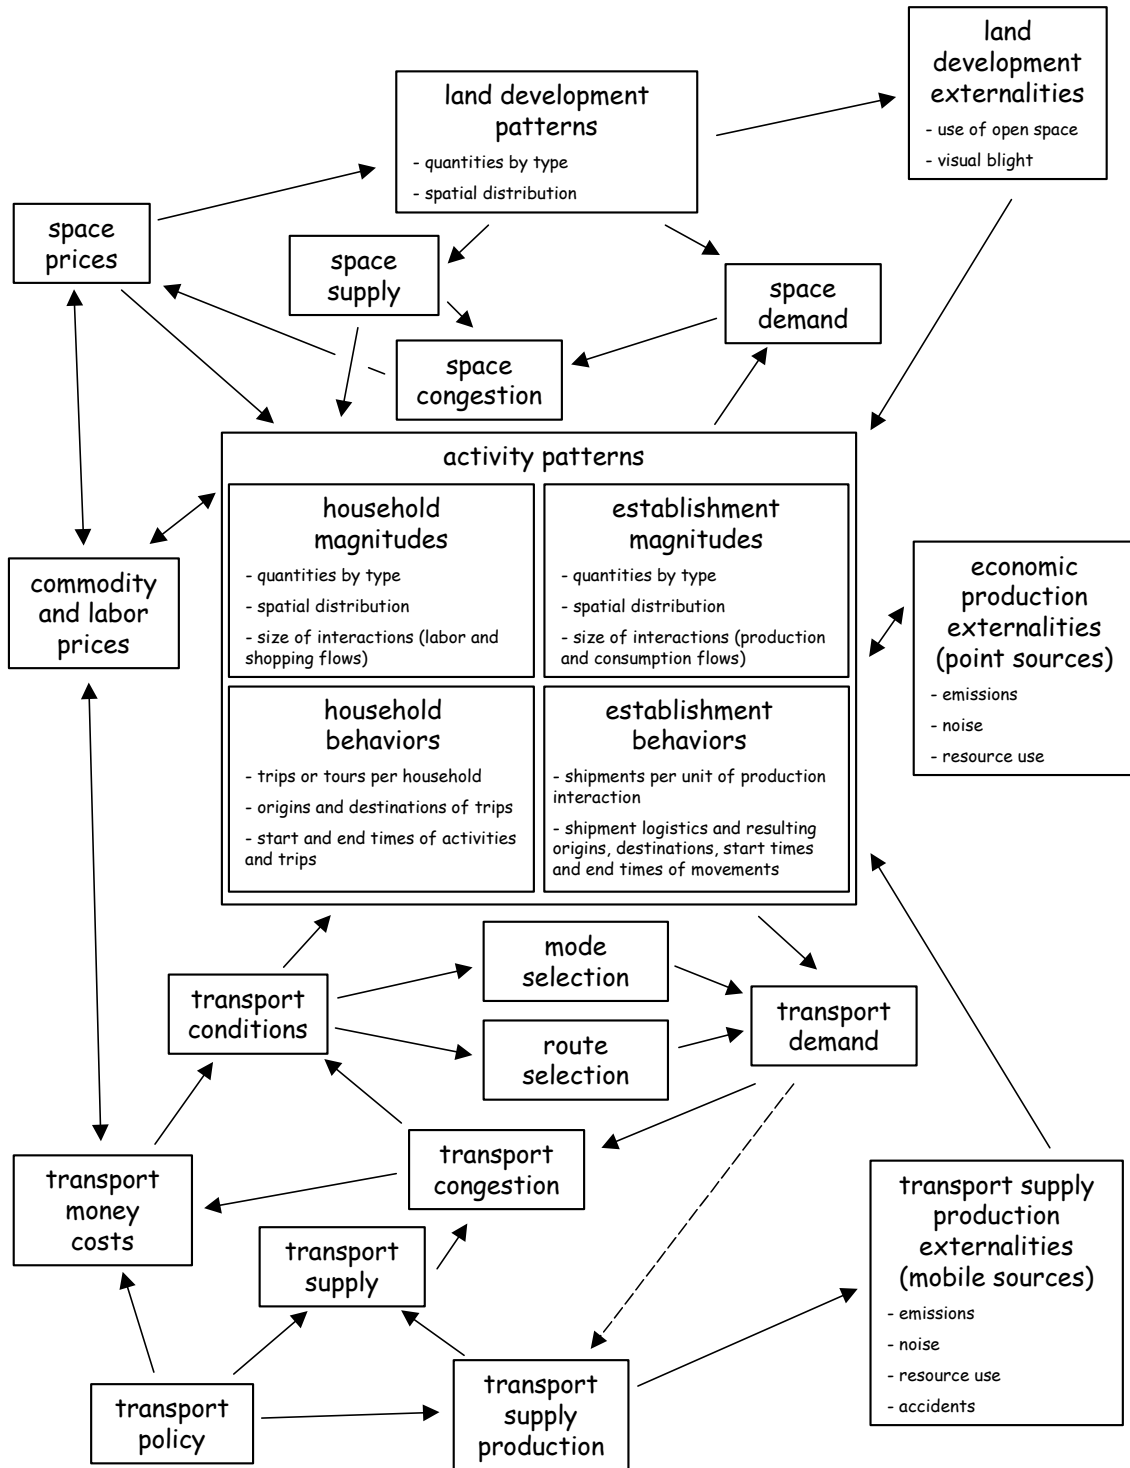 land
development
externalities
- use of open space
- visual blight
land development
patterns
- quantities by type
- spatial distribution
space
prices
space
supply
space
demand
space
congestion
activity patterns
household
magnitudes
- quantities by type
- spatial distribution
- size of interactions (labor and
shopping flows)
establishment
magnitudes
- quantities by type
- spatial distribution
- size of interactions (production
and consumption flows)
commodity
and labor
prices
economic
production
externalities
(point sources)
- emissions
- noise
- resource use
household
behaviors
- trips or tours per household
- origins and destinations of trips
- start and end times of activities
and trips
establishment
behaviors
- shipments per unit of production
interaction
- shipment logistics and resulting
origins, destinations, start times
and end times of movements
mode
selection
transport
conditions
transport
demand
route
selection
transport
congestion
transport
money
costs
transport supply
production
externalities
(mobile sources)
- emissions
- noise
- resource use
- accidents
transport
supply
transport
policy
transport
supply
production